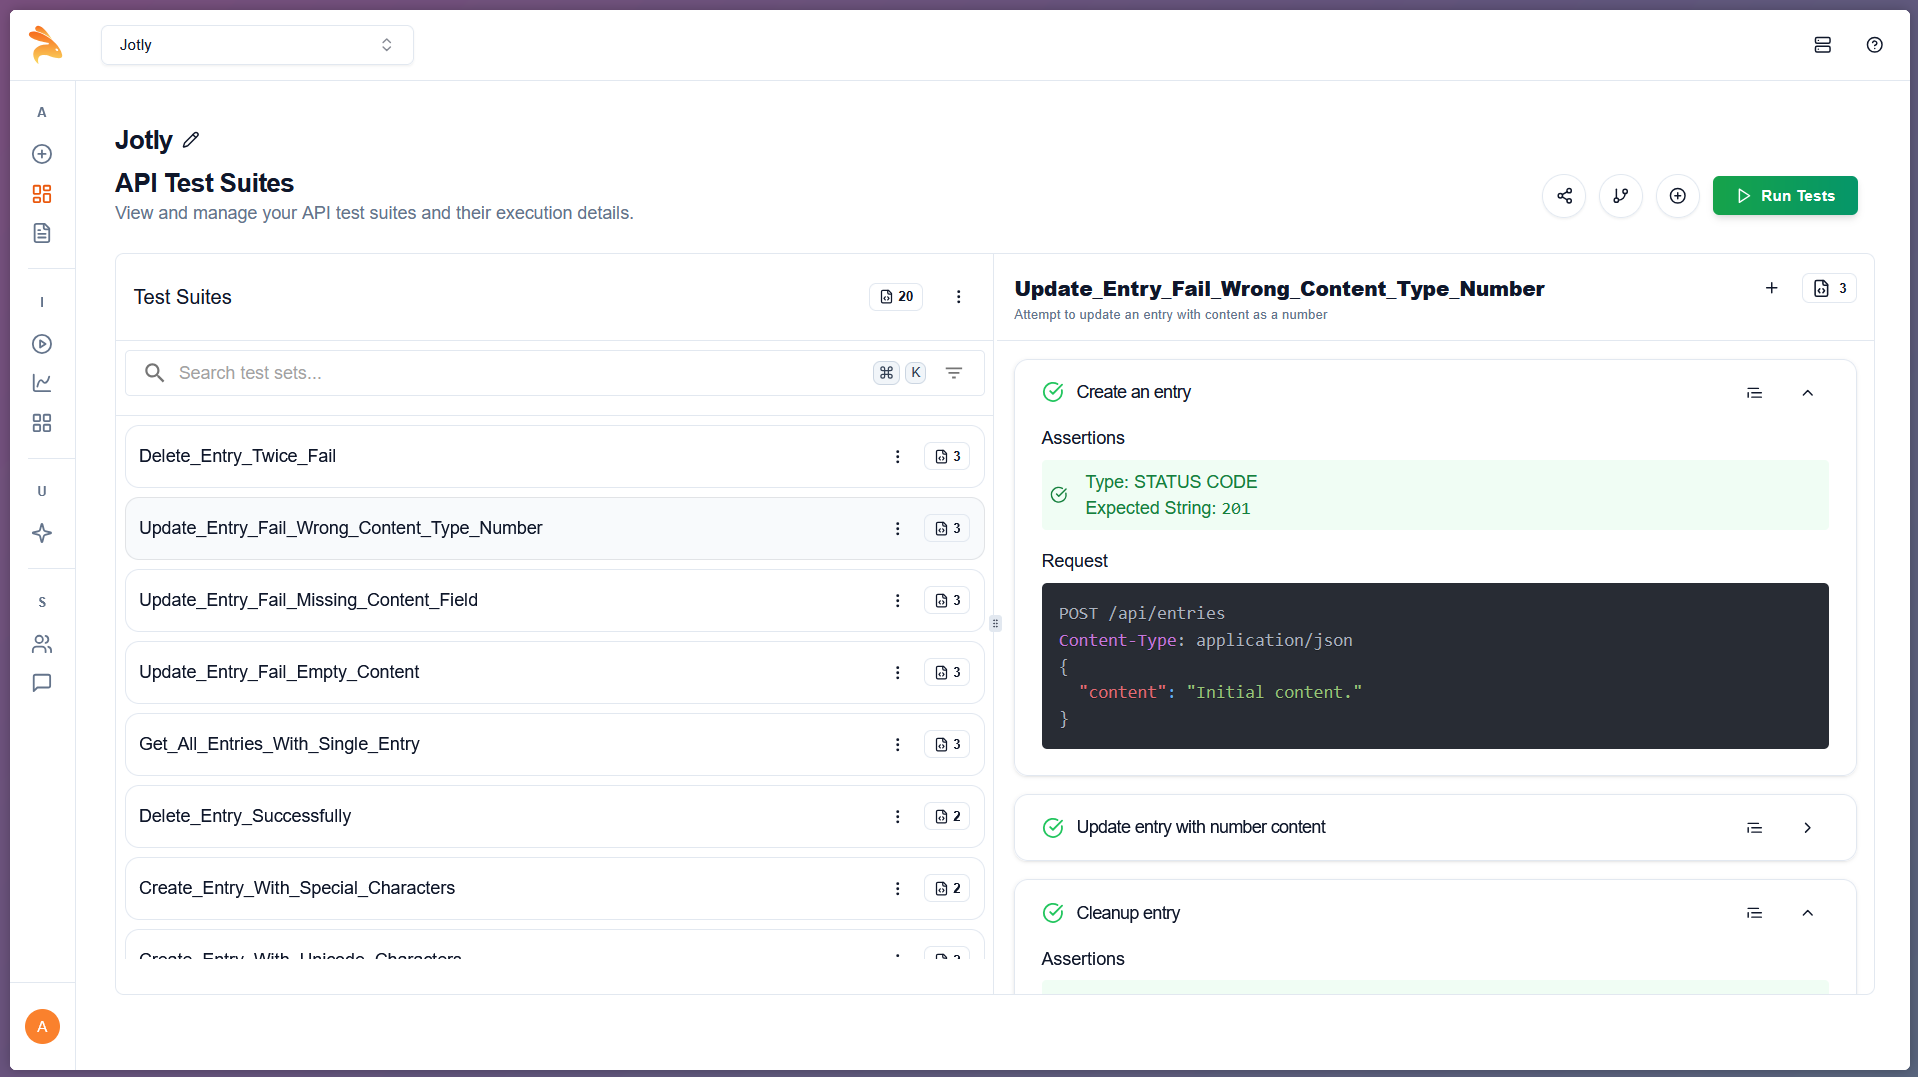 Jotly
A
I
U
S
A
Jotly
API Test Suites
View and manage your API test suites and their execution details.
Run Tests
Test Suites
20
Search test sets...
⌘ K
Delete_Entry_Twice_Fail
3
Update_Entry_Fail_Wrong_Content_Type_Number
3
Update_Entry_Fail_Missing_Content_Field
3
Update_Entry_Fail_Empty_Content
3
Get_All_Entries_With_Single_Entry
3
Delete_Entry_Successfully
2
Create_Entry_With_Special_Characters
2
Create_Entry_With_Unicode_Characters
2
Update_Entry_Fail_Wrong_Content_Type_Number
3
Attempt to update an entry with content as a number
Create an entry
Assertions
Type: STATUS CODE
Expected String: 201
Request
POST /api/entries
Content-Type: application/json
{
"content": "Initial content."
}
Update entry with number content
Cleanup entry
Assertions